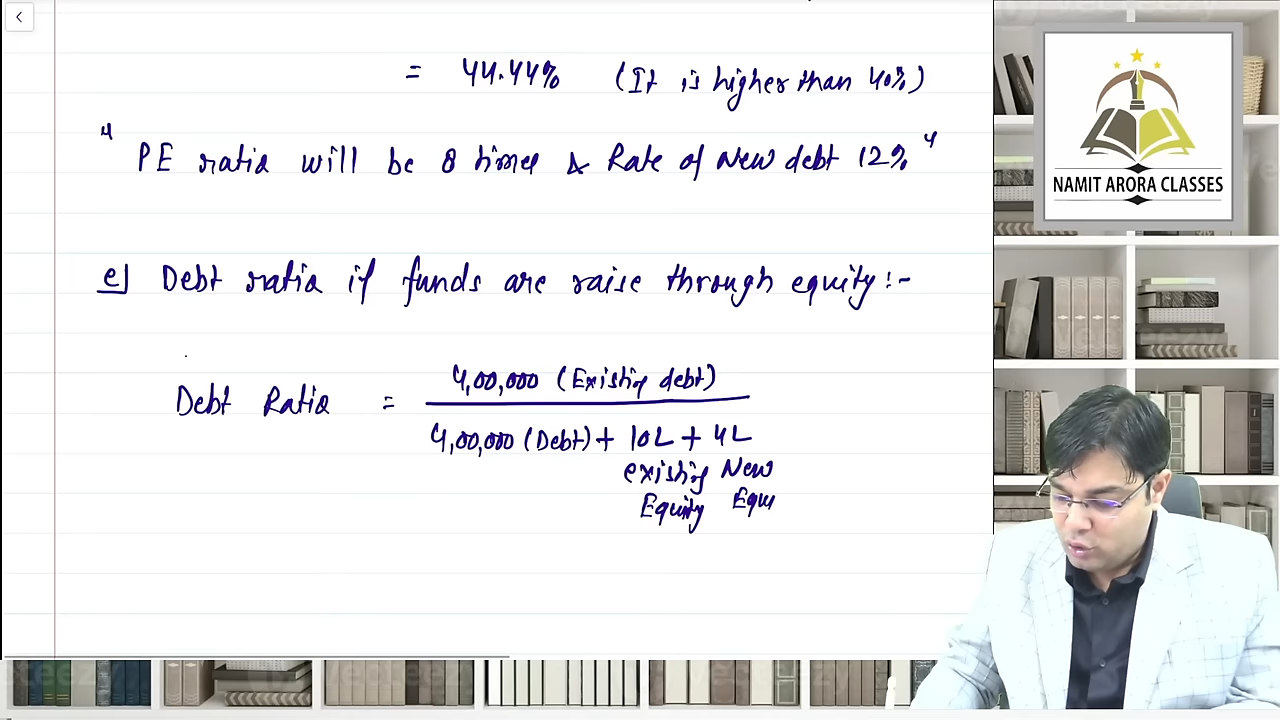 = 44.44% (It is higher than 40%)
" PE ratio will be 8 times & Rate of New debt 12% "
e] Debt ratio if funds are raise through equity:-
Debt Ratio = 4,00,000 (Existing debt)
4,00,000 (Debt) + 10L + 4L
existing New
Equity Equi
NAMIT ARORA CLASSES